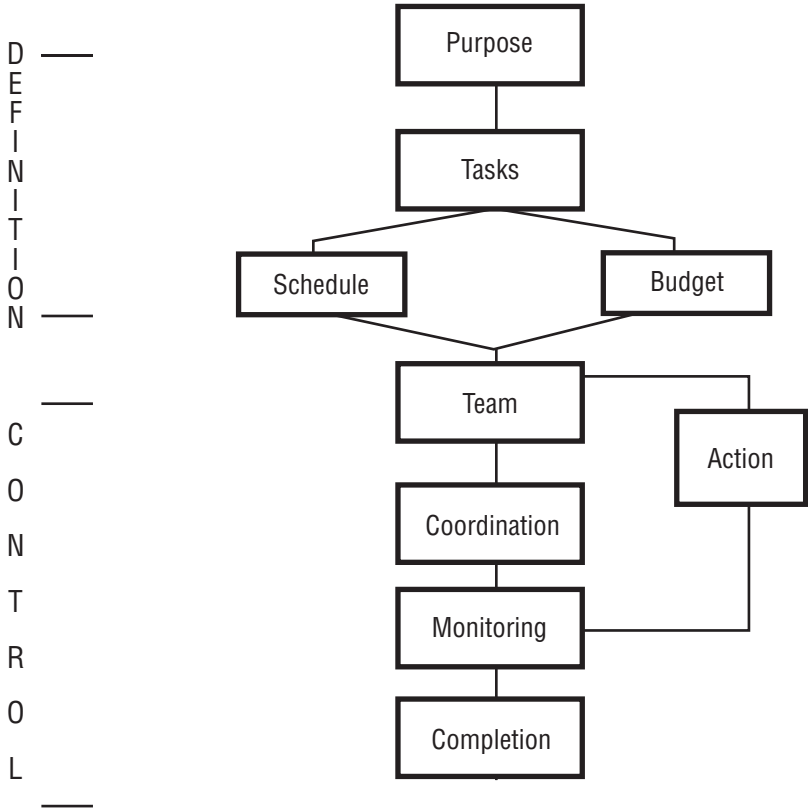 DEFINITION
Purpose
Tasks
Schedule
Budget
CONTROL
Team
Action
Coordination
Monitoring
Completion